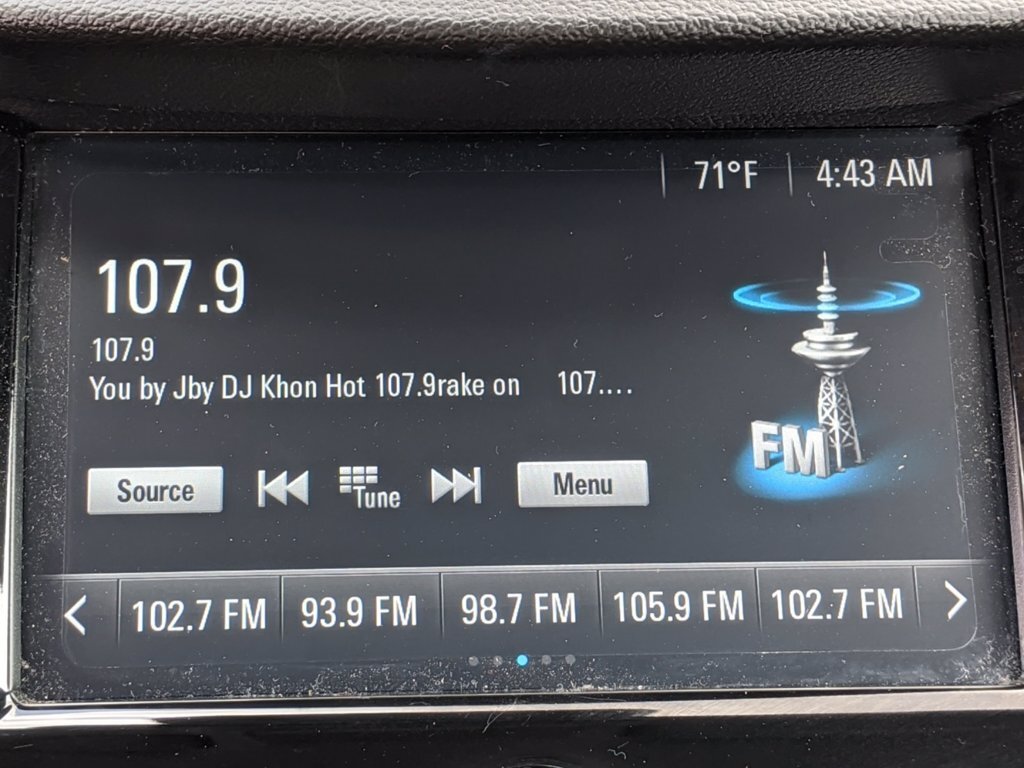 71°F 4:43 AM
107.9
107.9
You by Jby DJ Khon Hot 107.9rake on 107....
FM
Source Tune Menu
102.7 FM 93.9 FM 98.7 FM 105.9 FM 102.7 FM